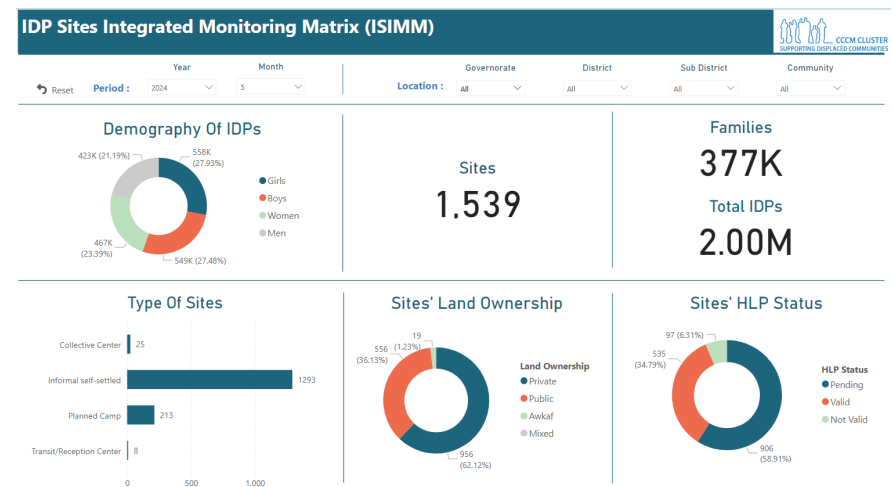 IDP Sites Integrated Monitoring Matrix (ISIMM)
CCCM CLUSTER
SUPPORTING DISPLACED COMMUNITIES
Reset
Period :
Year
2024
Month
5
Location :
Governorate
All
District
All
Sub District
All
Community
All
Demography Of IDPs
423K (21.19%)
558K
(27.93%)
467K
(23.39%)
549K (27.48%)
Girls
Boys
Women
Men
Sites
1,539
Families
377K
Total IDPs
2.00M
Type Of Sites
Collective Center
25
Informal self-settled
1293
Planned Camp
213
Transit/Reception Center
8
0
500
1,000
Sites' Land Ownership
19
(1.23%)
556
(36.13%)
956
(62.12%)
Land Ownership
Private
Public
Awkaf
Mixed
Sites' HLP Status
97 (6.31%)
535
(34.79%)
906
(58.91%)
HLP Status
Pending
Valid
Not Valid